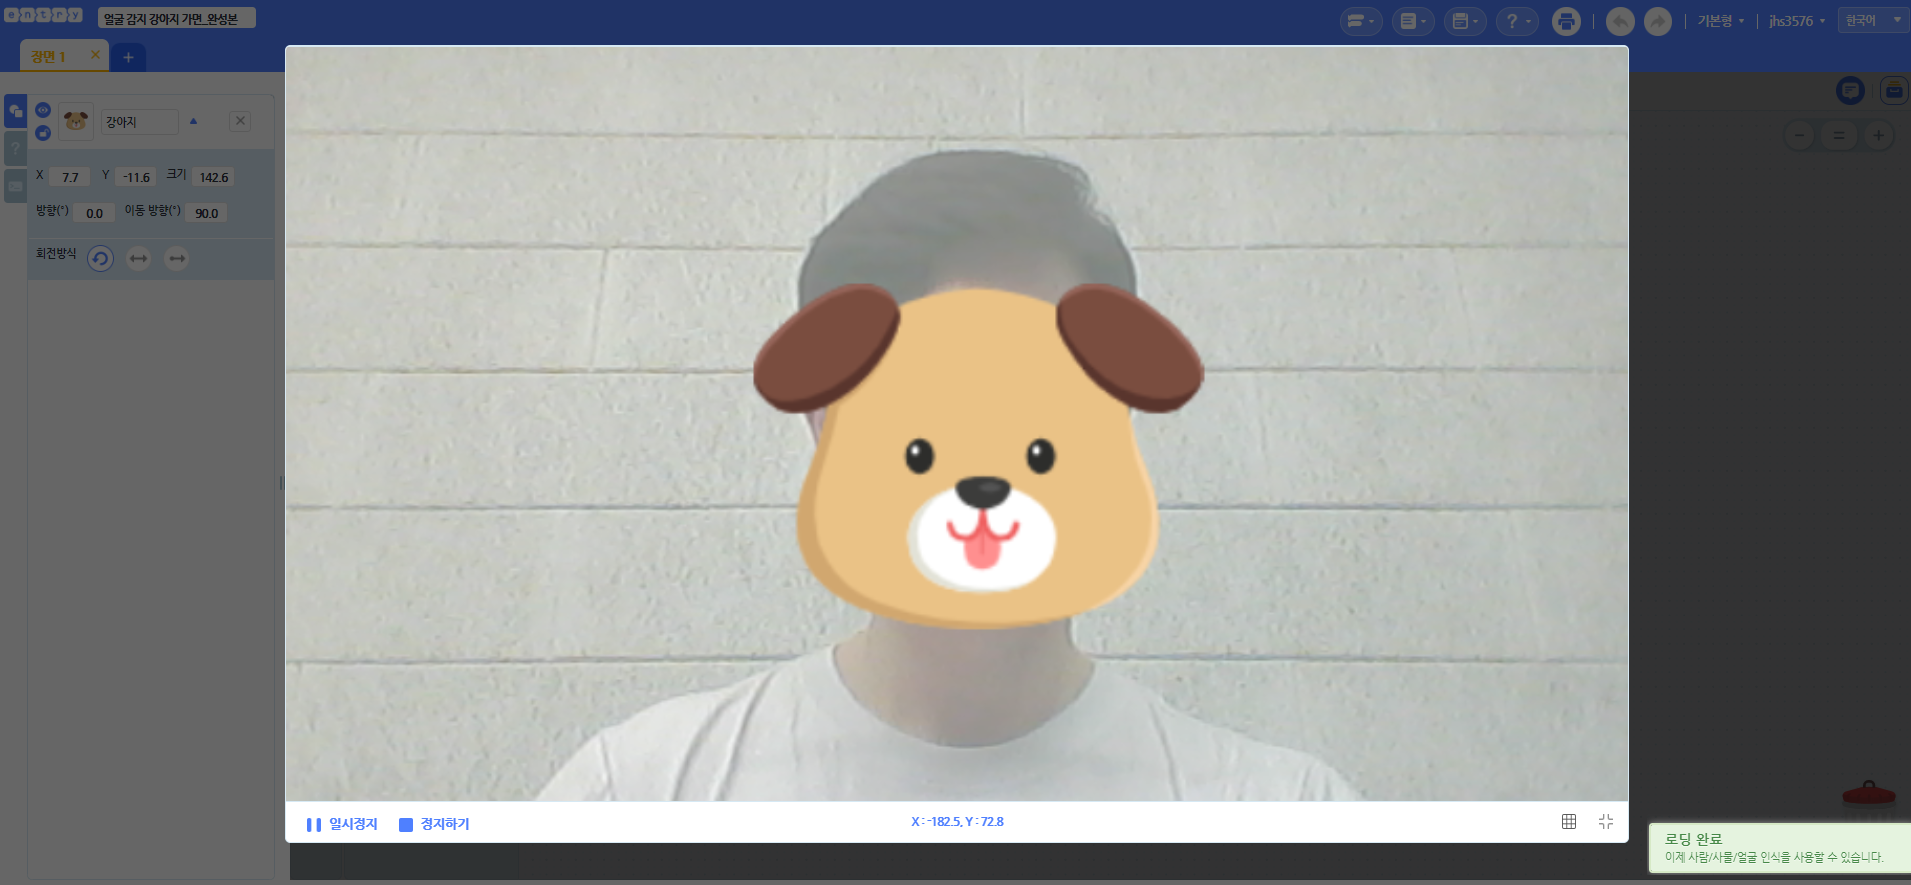 entry
얼굴 감지 강아지 가면_완성본
기본형
jhs3576
한국어
장면 1
강아지
X 7.7 Y -11.6 크기 142.6
방향(°) 0.0 이동 방향(°) 90.0
회전방식
일시정지
정지하기
X : -182.5, Y : 72.8
로딩 완료
이제 사람/사물/얼굴 인식을 사용할 수 있습니다.